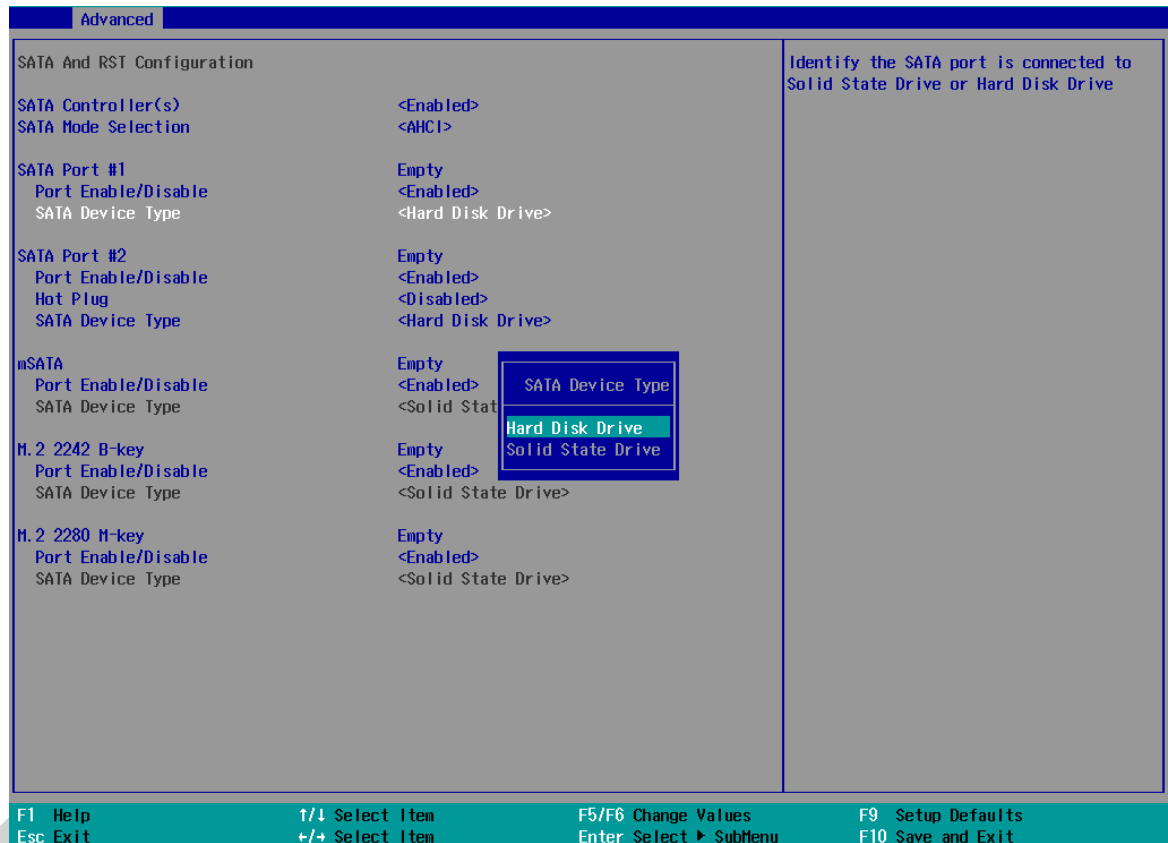 Advanced
SATA And RST Configuration
Identify the SATA port is connected to
Solid State Drive or Hard Disk Drive
SATA Controller(s) <Enabled>
SATA Mode Selection <AHCI>
SATA Port #1 Empty
Port Enable/Disable <Enabled>
SATA Device Type <Hard Disk Drive>
SATA Port #2 Empty
Port Enable/Disable <Enabled>
Hot Plug <Disabled>
SATA Device Type <Hard Disk Drive>
mSATA Empty
Port Enable/Disable <Enabled>
SATA Device Type <Solid Stat
SATA Device Type
Hard Disk Drive
Solid State Drive
M.2 2242 B-key Empty
Port Enable/Disable <Enabled>
SATA Device Type <Solid State Drive>
M.2 2280 M-key Empty
Port Enable/Disable <Enabled>
SATA Device Type <Solid State Drive>
F1 Help ↑/↓ Select Item F5/F6 Change Values F9 Setup Defaults
Esc Exit ←/→ Select Item Enter Select ▶ SubMenu F10 Save and Exit